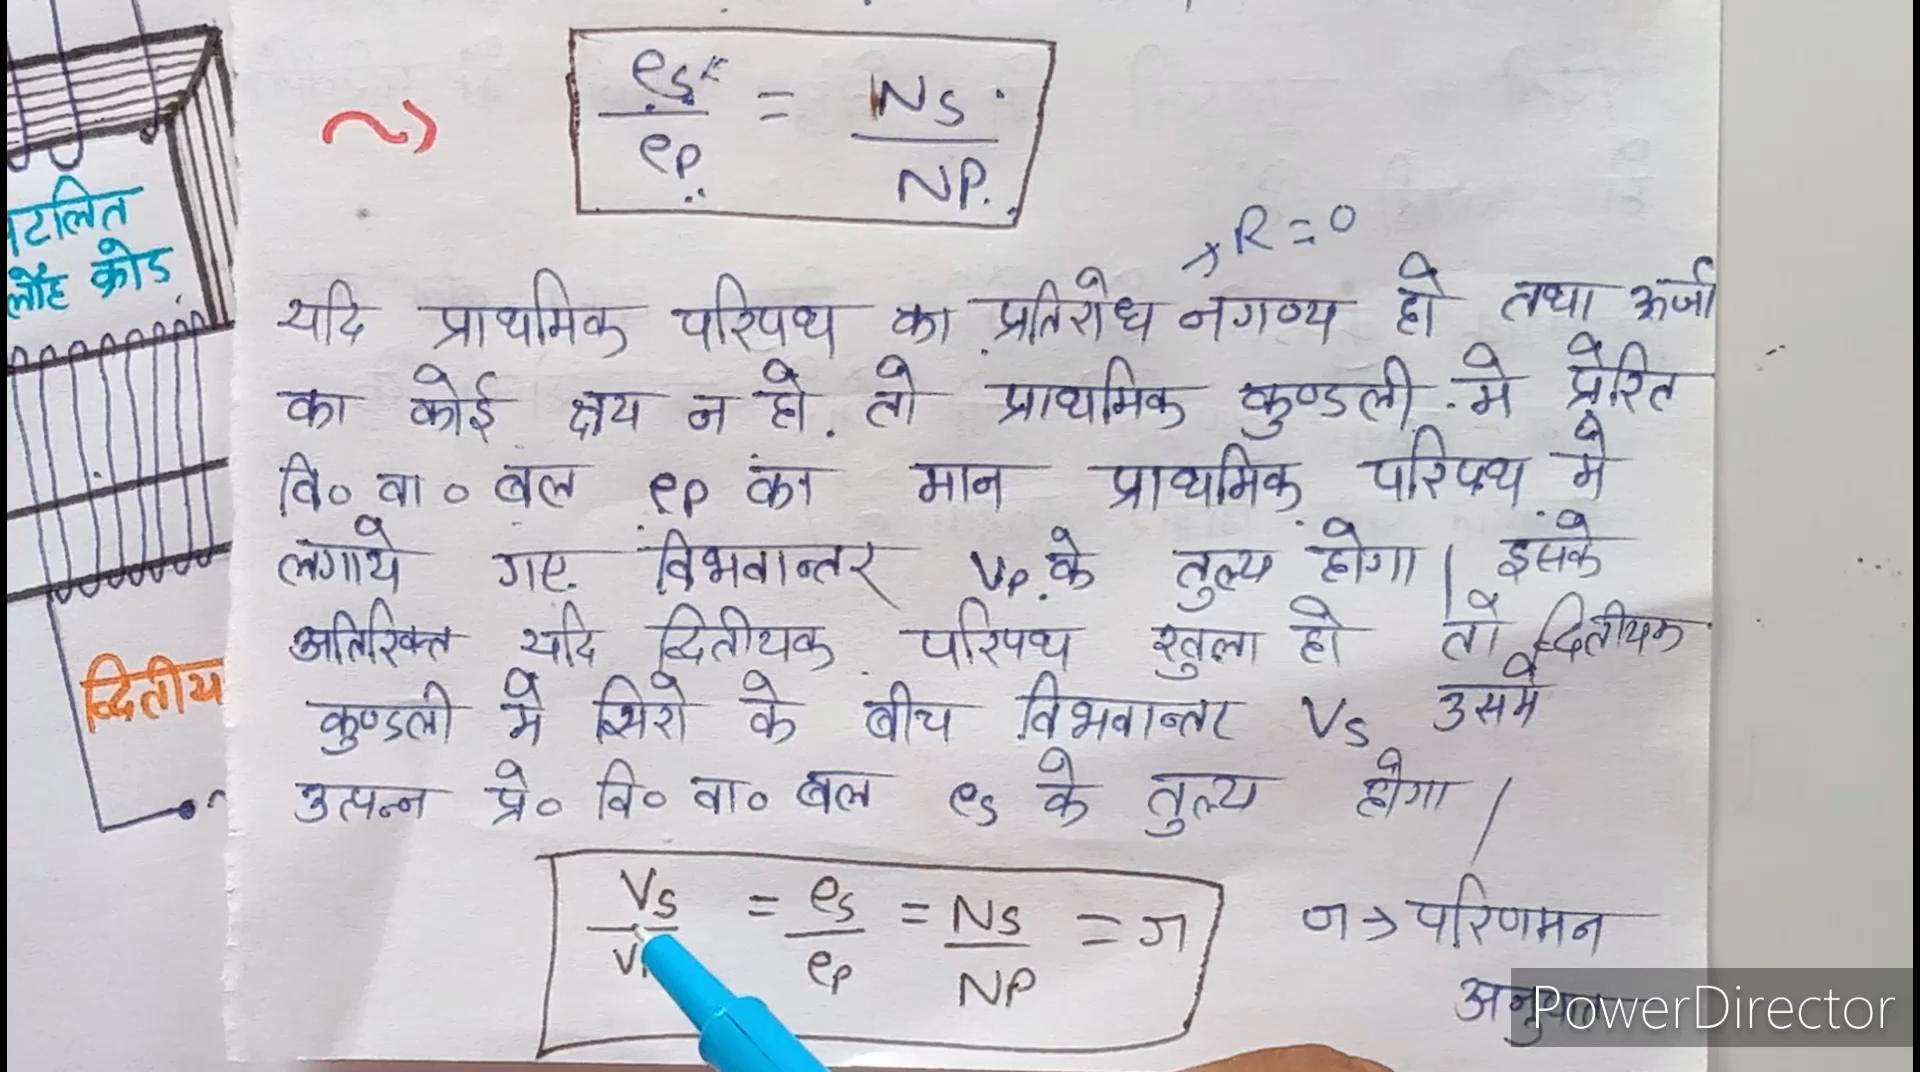 es / ep = Ns / NP
R = 0
पटलित
लौह क्रोड
यदि प्राथमिक परिपथ का प्रतिरोध नगण्य हो तथा ऊर्जा
का कोई क्षय न हो तो प्राथमिक कुण्डली मे प्रेरित
वि० वा० बल ep का मान प्राथमिक परिपथ मे
लगाये गए विभवान्तर Vp के तुल्य होगा | इसके
अतिरिक्त यदि द्वितीयक परिपथ खुला हो तो द्वितीयक
कुण्डली मे सिरो के बीच विभवान्तर Vs उसमे
उत्पन्न प्रे० वि० वा० बल es के तुल्य होगा |
द्वितीय
Vs / V = es / ep = Ns / NP = n
n → परिणमन
PowerDirector